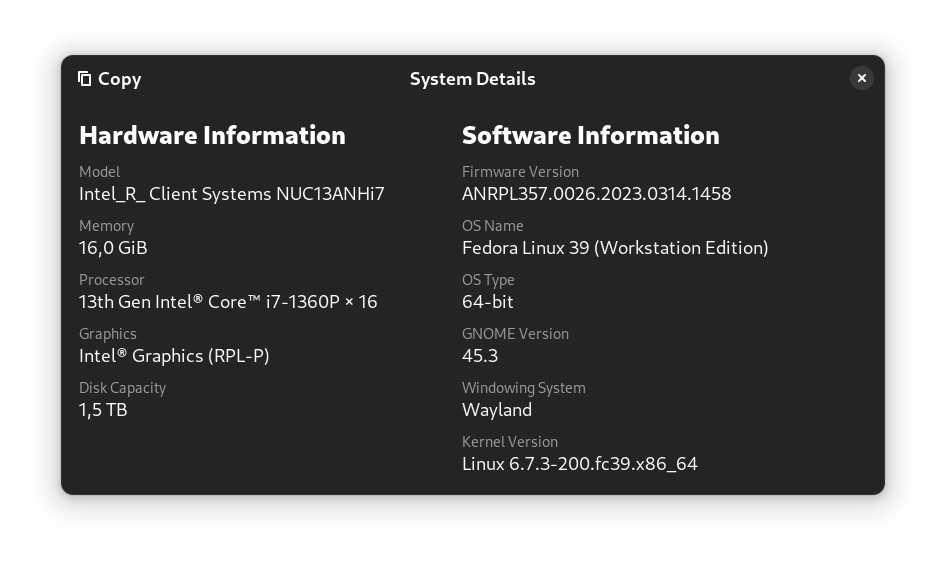 Copy
System Details
Hardware Information
Model
Intel_R_ Client Systems NUC13ANHi7
Memory
16,0 GiB
Processor
13th Gen Intel® Core™ i7-1360P × 16
Graphics
Intel® Graphics (RPL-P)
Disk Capacity
1,5 TB
Software Information
Firmware Version
ANRPL357.0026.2023.0314.1458
OS Name
Fedora Linux 39 (Workstation Edition)
OS Type
64-bit
GNOME Version
45.3
Windowing System
Wayland
Kernel Version
Linux 6.7.3-200.fc39.x86_64